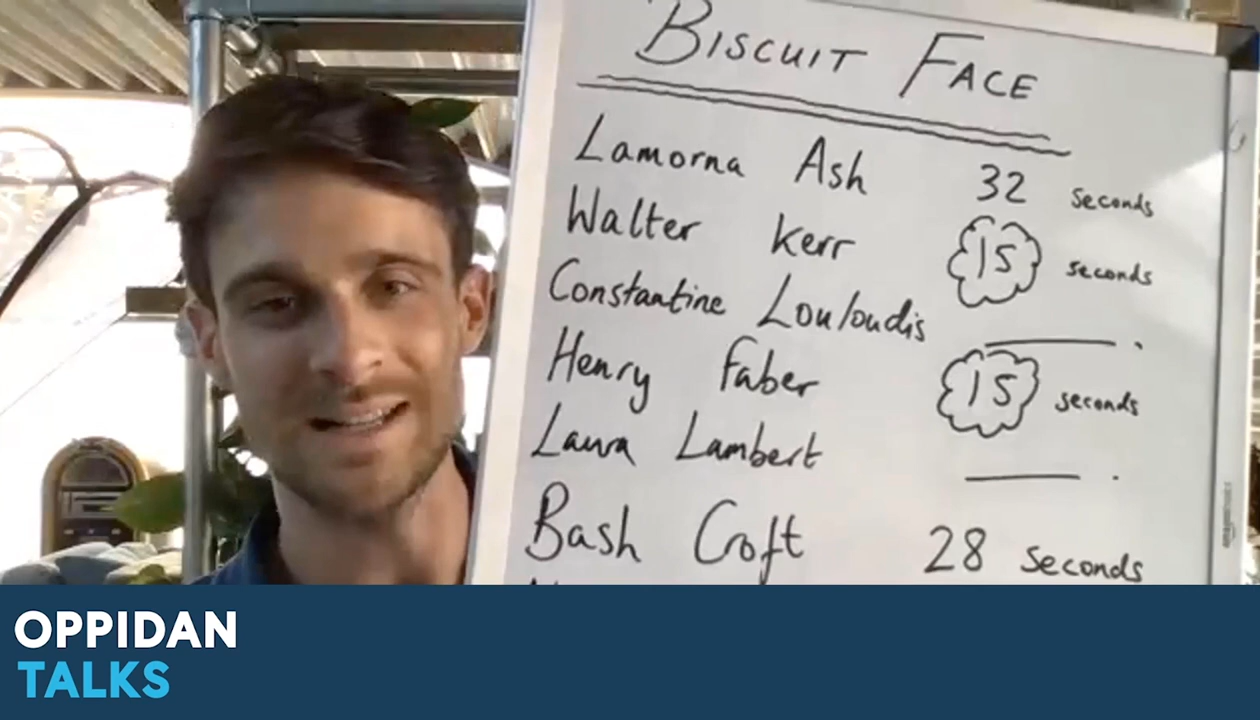 BISCUIT FACE
Lamorna Ash 32 seconds
Walter Kerr 15 seconds
Constantine Louloudis
Henry Faber 15 seconds
Laura Lambert
Bash Croft 28 seconds
OPPIDAN
TALKS